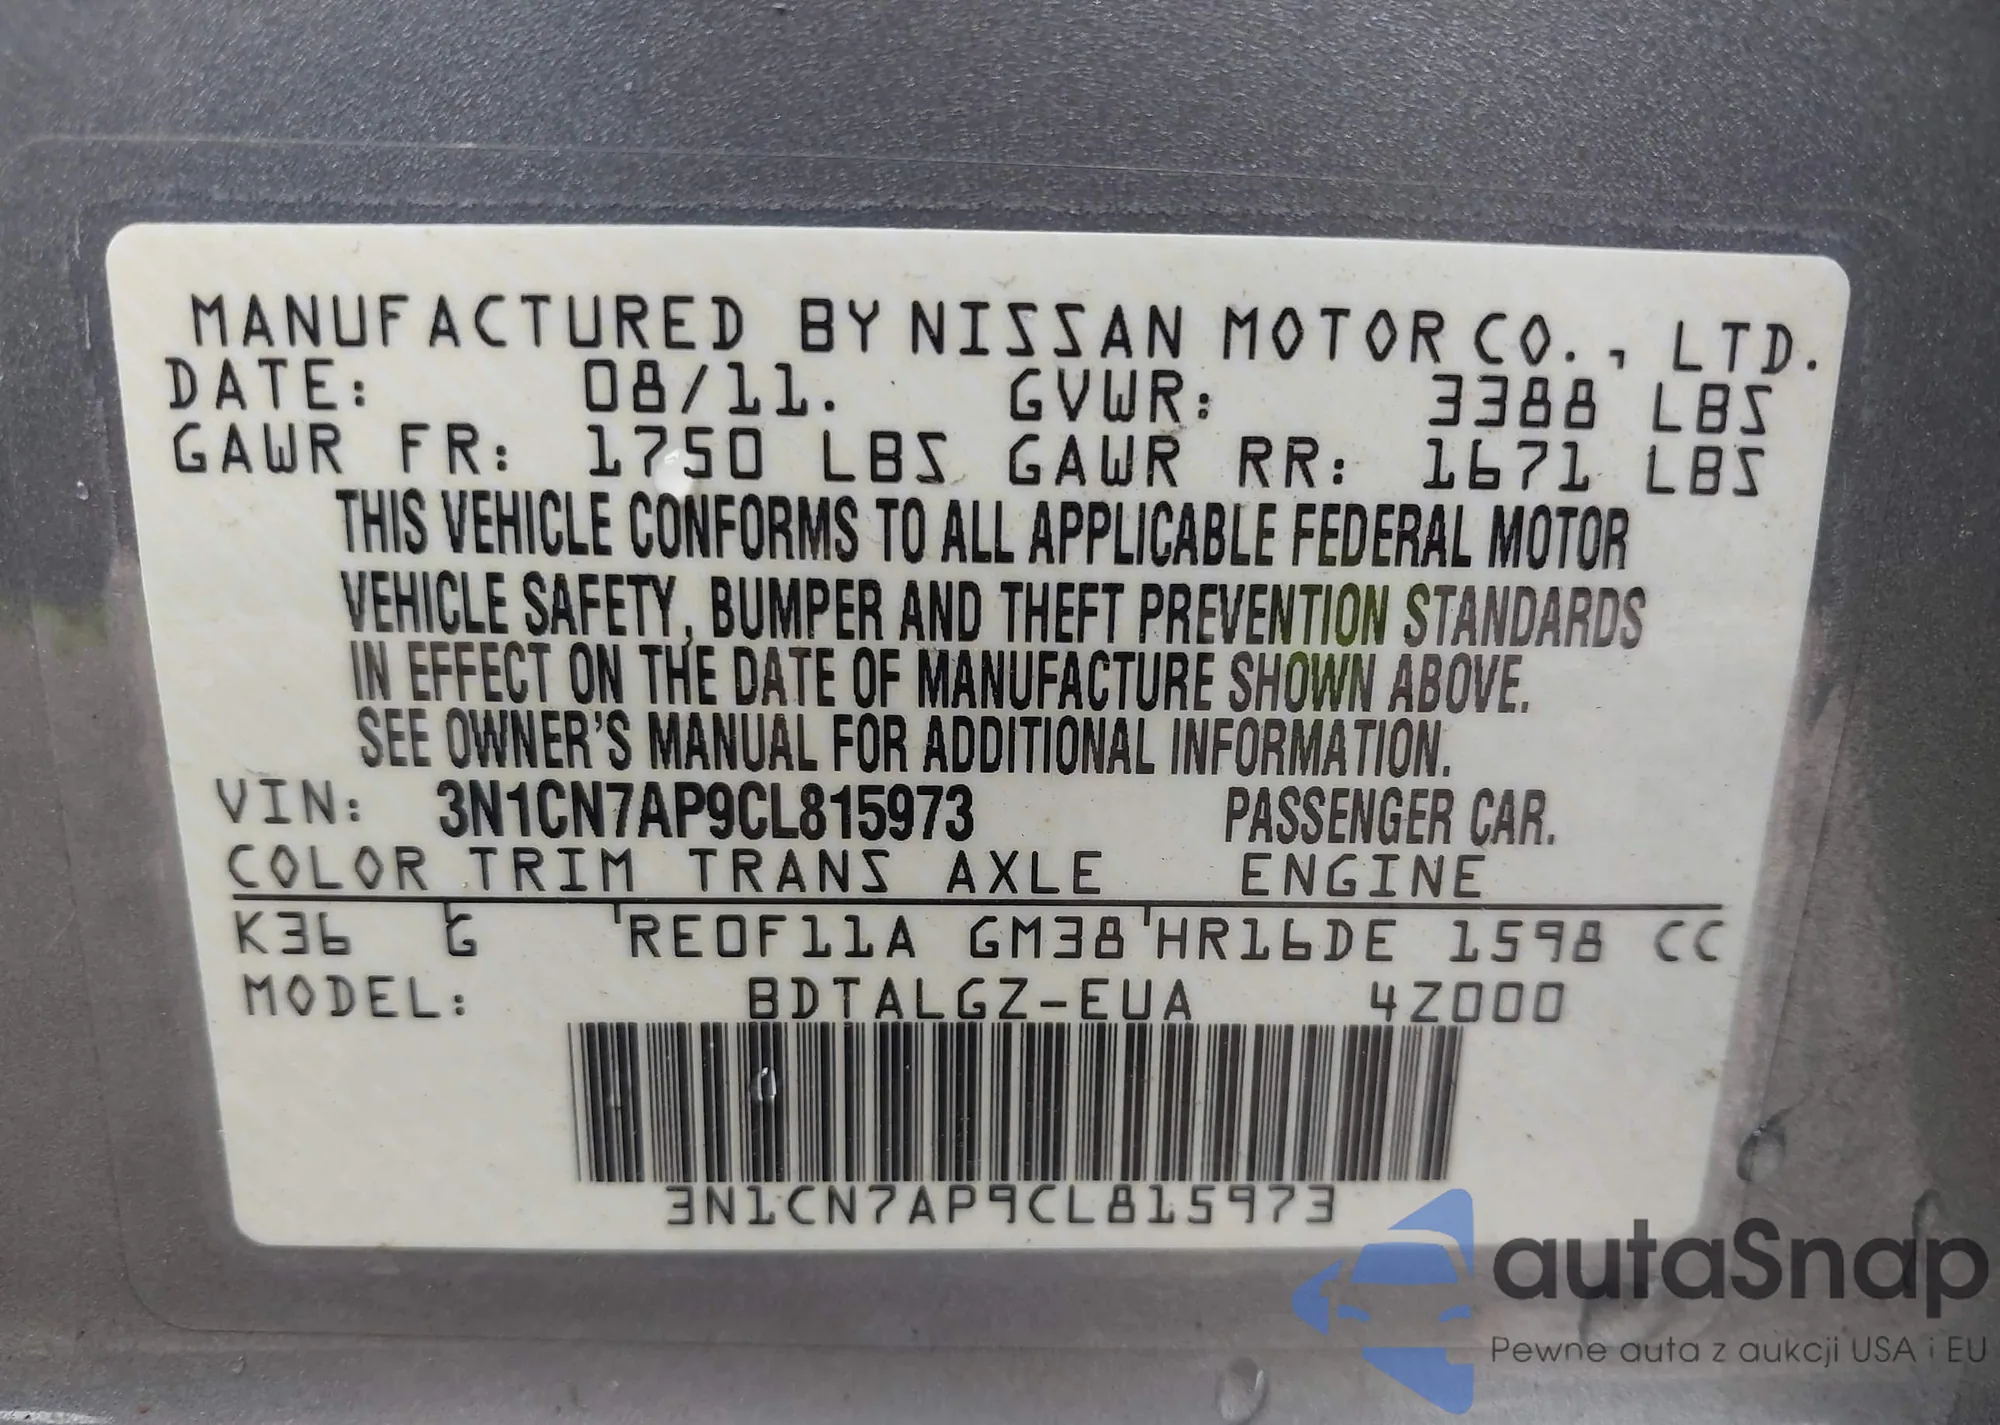 MANUFACTURED BY NISSAN MOTOR CO., LTD.
DATE: 08/11. GVWR: 3388 LBS
GAWR FR: 1750 LBS GAWR RR: 1671 LBS
THIS VEHICLE CONFORMS TO ALL APPLICABLE FEDERAL MOTOR
VEHICLE SAFETY, BUMPER AND THEFT PREVENTION STANDARDS
IN EFFECT ON THE DATE OF MANUFACTURE SHOWN ABOVE.
SEE OWNER'S MANUAL FOR ADDITIONAL INFORMATION.
VIN: 3N1CN7AP9CL815973 PASSENGER CAR.
COLOR TRIM TRANS AXLE ENGINE
K36 G RE0F11A GM38 HR16DE 1598 CC
MODEL: BDTALGZ-EUA 4Z000
3N1CN7AP9CL815973
autaSnap
Pewne auta z aukcji USA i EU